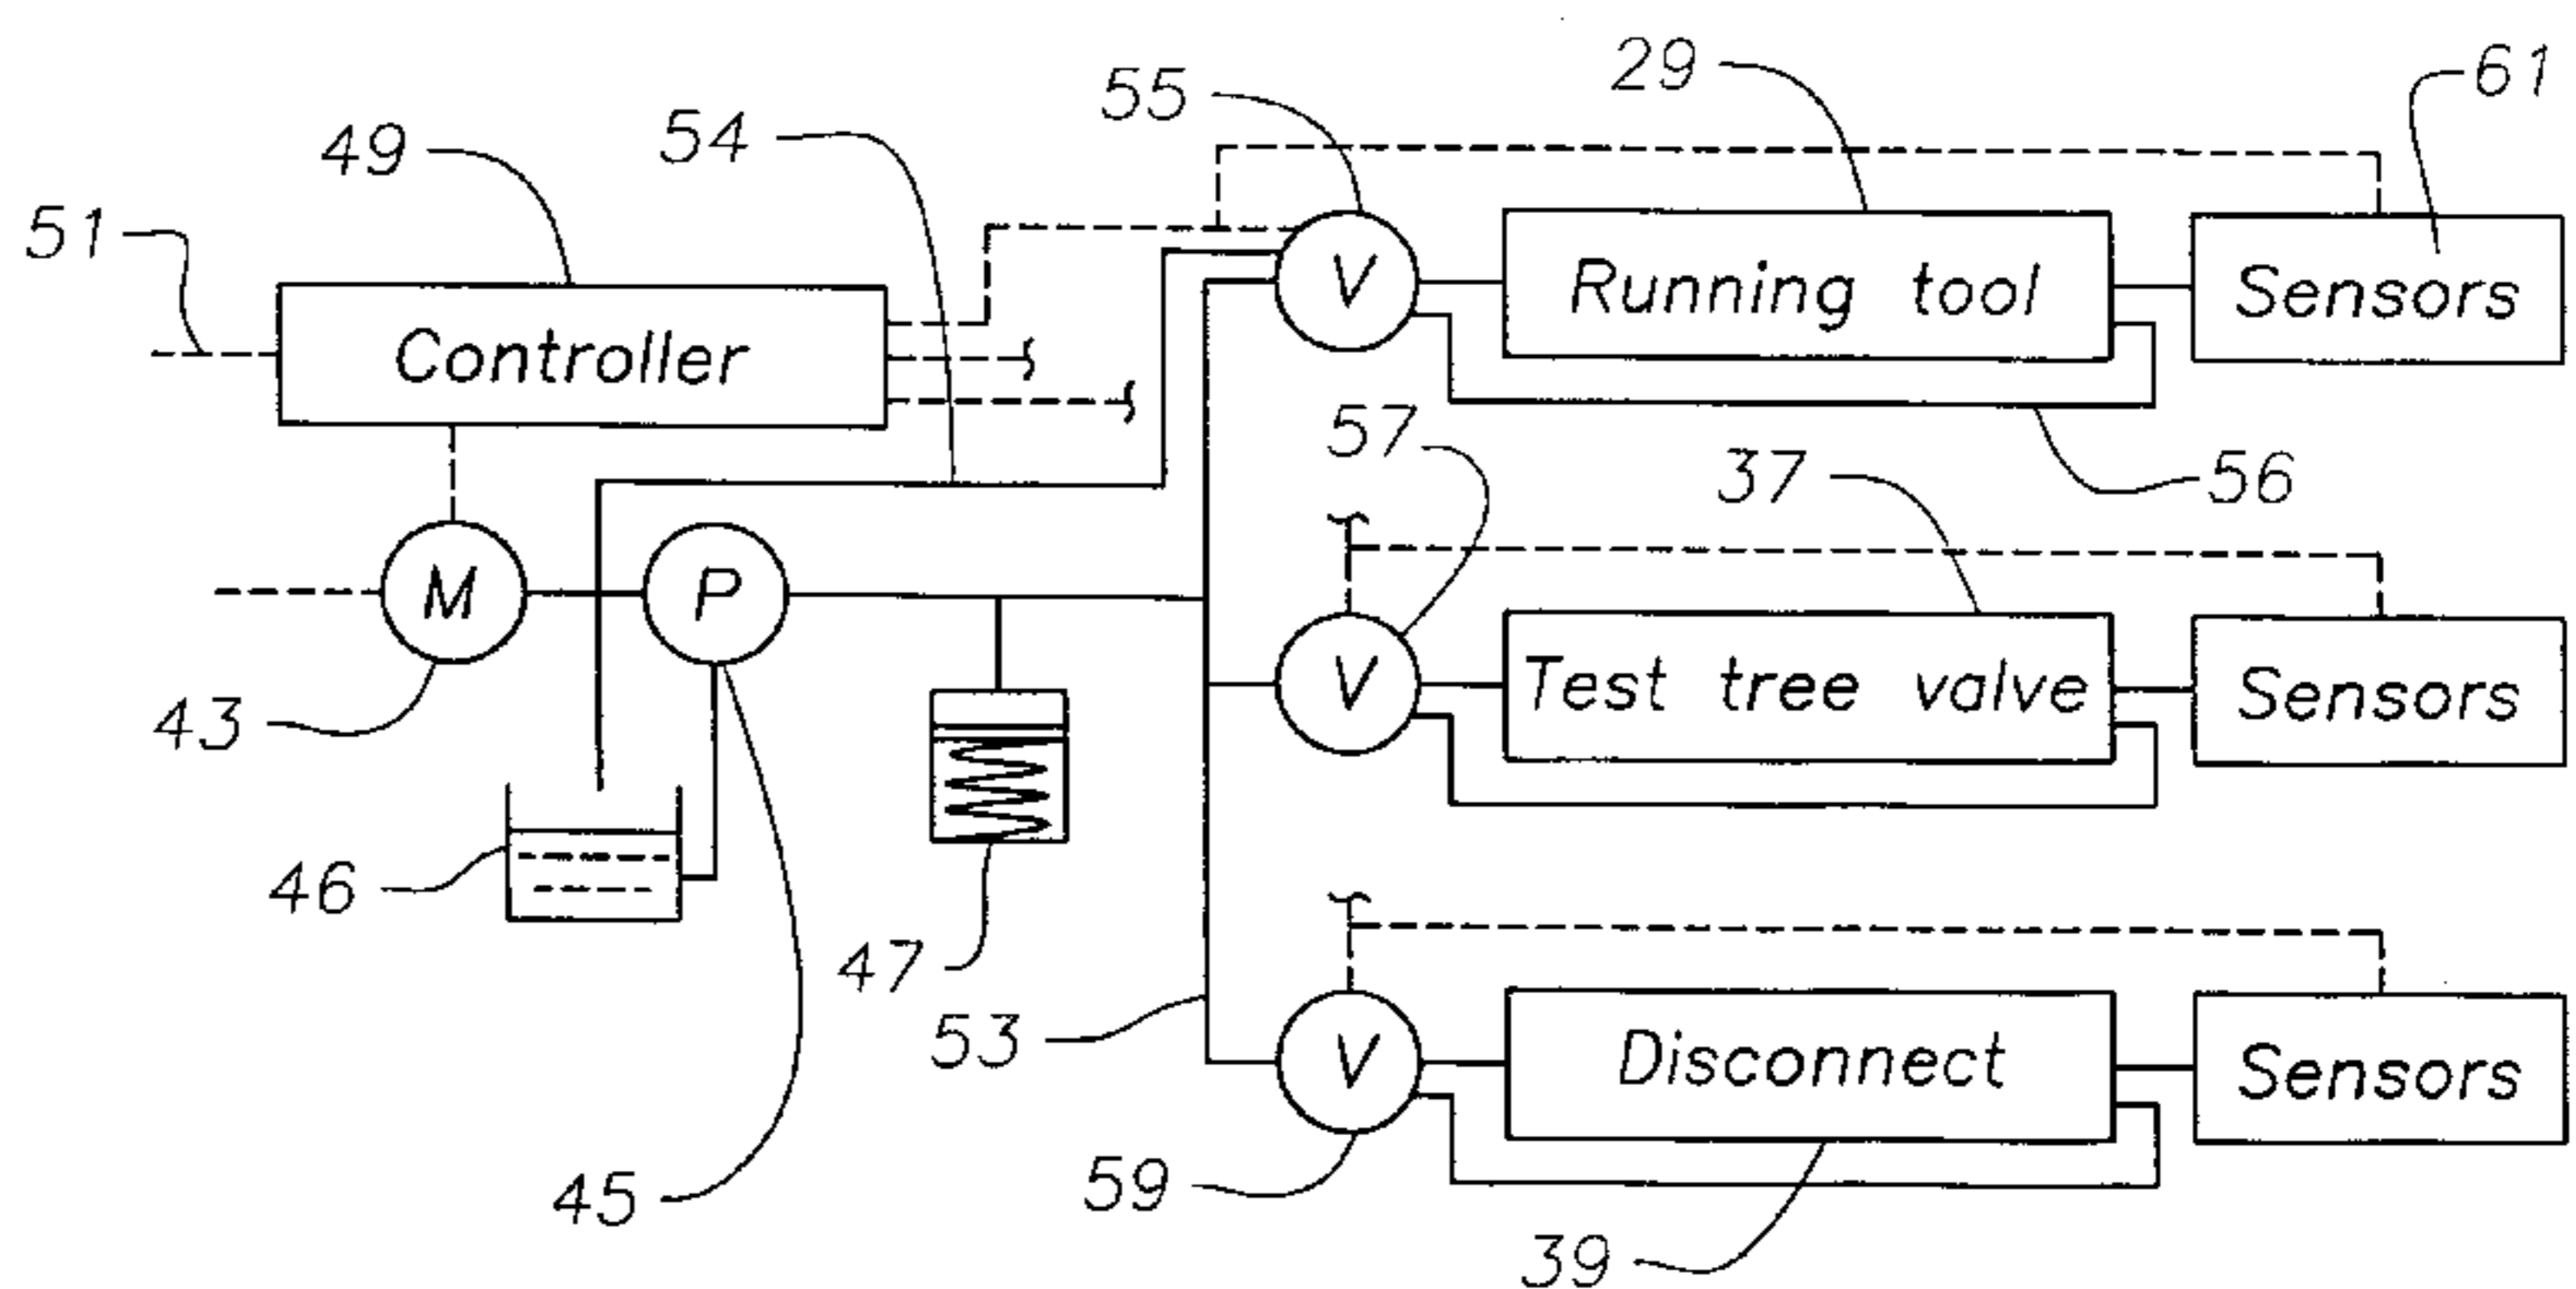 29
61
55
54
49
51
V
Running tool
Sensors
Controller
57
56
37
M
P
V
Test tree valve
Sensors
43
46
47
53
V
Disconnect
Sensors
45
59
39